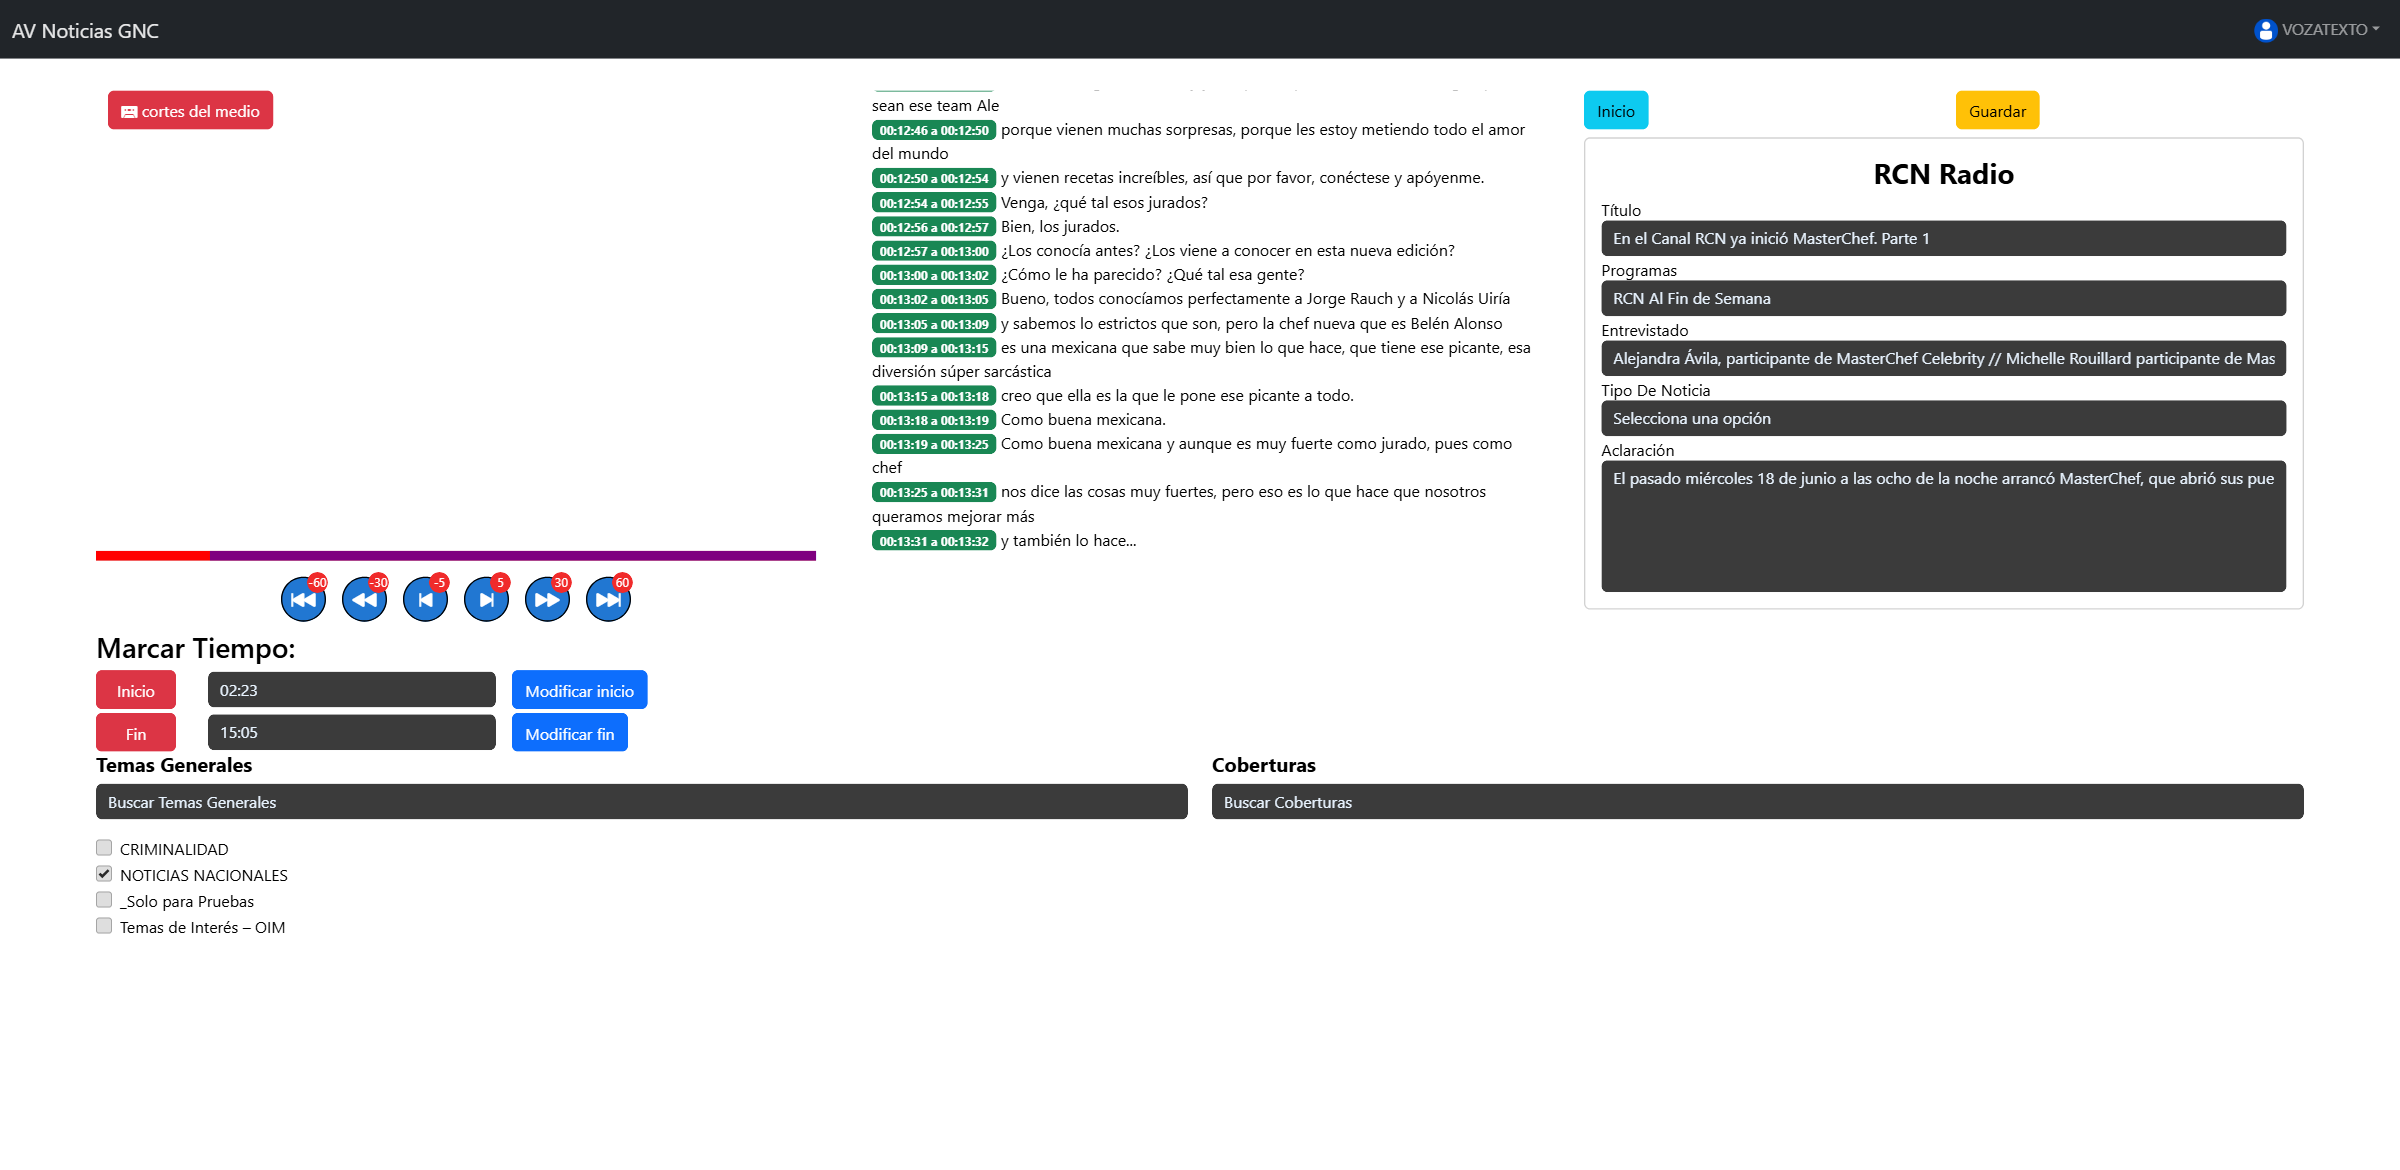 AV Noticias GNC
VOZATEXTO
cortes del medio
sean ese team Ale
00:12:46 a 00:12:50 porque vienen muchas sorpresas, porque les estoy metiendo todo el amor
del mundo
00:12:50 a 00:12:54 y vienen recetas increíbles, así que por favor, conéctese y apóyenme.
00:12:54 a 00:12:55 Venga, ¿qué tal esos jurados?
00:12:56 a 00:12:57 Bien, los jurados.
00:12:57 a 00:13:00 ¿Los conocía antes? ¿Los viene a conocer en esta nueva edición?
00:13:00 a 00:13:02 ¿Cómo le ha parecido? ¿Qué tal esa gente?
00:13:02 a 00:13:05 Bueno, todos conocíamos perfectamente a Jorge Rauch y a Nicolás Uiría
00:13:05 a 00:13:09 y sabemos lo estrictos que son, pero la chef nueva que es Belén Alonso
00:13:09 a 00:13:15 es una mexicana que sabe muy bien lo que hace, que tiene ese picante, esa
diversión súper sarcástica
00:13:15 a 00:13:18 creo que ella es la que le pone ese picante a todo.
00:13:18 a 00:13:19 Como buena mexicana.
00:13:19 a 00:13:25 Como buena mexicana y aunque es muy fuerte como jurado, pues como
chef
00:13:25 a 00:13:31 nos dice las cosas muy fuertes, pero eso es lo que hace que nosotros
queramos mejorar más
00:13:31 a 00:13:32 y también lo hace...
Inicio
Guardar
RCN Radio
Título
En el Canal RCN ya inició MasterChef. Parte 1
Programas
RCN Al Fin de Semana
Entrevistado
Alejandra Ávila, participante de MasterChef Celebrity // Michelle Rouillard participante de Mas
Tipo De Noticia
Selecciona una opción
Aclaración
El pasado miércoles 18 de junio a las ocho de la noche arrancó MasterChef, que abrió sus pue
-60 -30 -5 5 30 60
Marcar Tiempo:
Inicio 02:23 Modificar inicio
Fin 15:05 Modificar fin
Temas Generales
Buscar Temas Generales
CRIMINALIDAD
NOTICIAS NACIONALES
_Solo para Pruebas
Temas de Interés – OIM
Coberturas
Buscar Coberturas